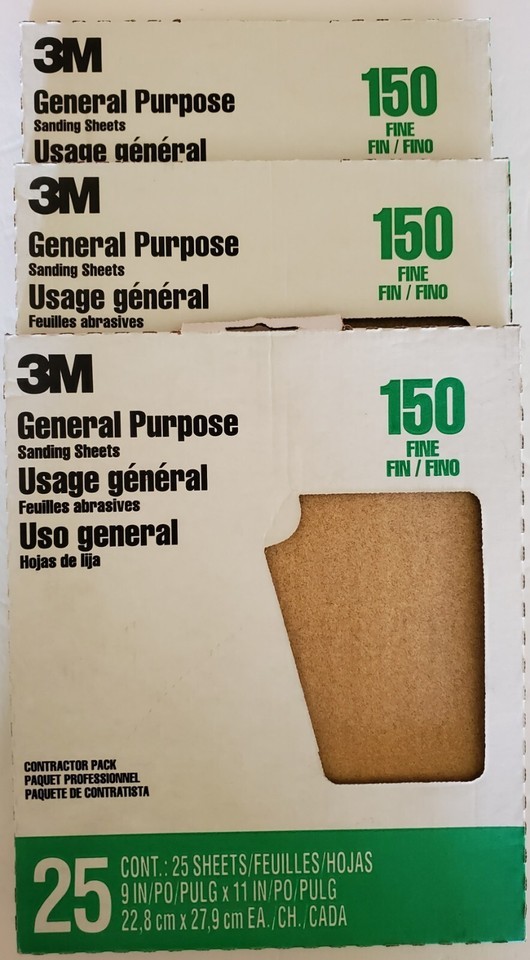 3M
General Purpose
Sanding Sheets
Usage général
150
FINE
FIN / FINO
3M
General Purpose
Sanding Sheets
Usage général
Feuilles abrasives
150
FINE
FIN / FINO
3M
General Purpose
Sanding Sheets
Usage général
Feuilles abrasives
Uso general
Hojas de lija
150
FINE
FIN / FINO
CONTRACTOR PACK
PAQUET PROFESSIONNEL
PAQUETE DE CONTRATISTA
25
CONT.: 25 SHEETS/FEUILLES/HOJAS
9 IN/PO/PULG x 11 IN/PO/PULG
22,8 cm x 27,9 cm EA./CH./CADA